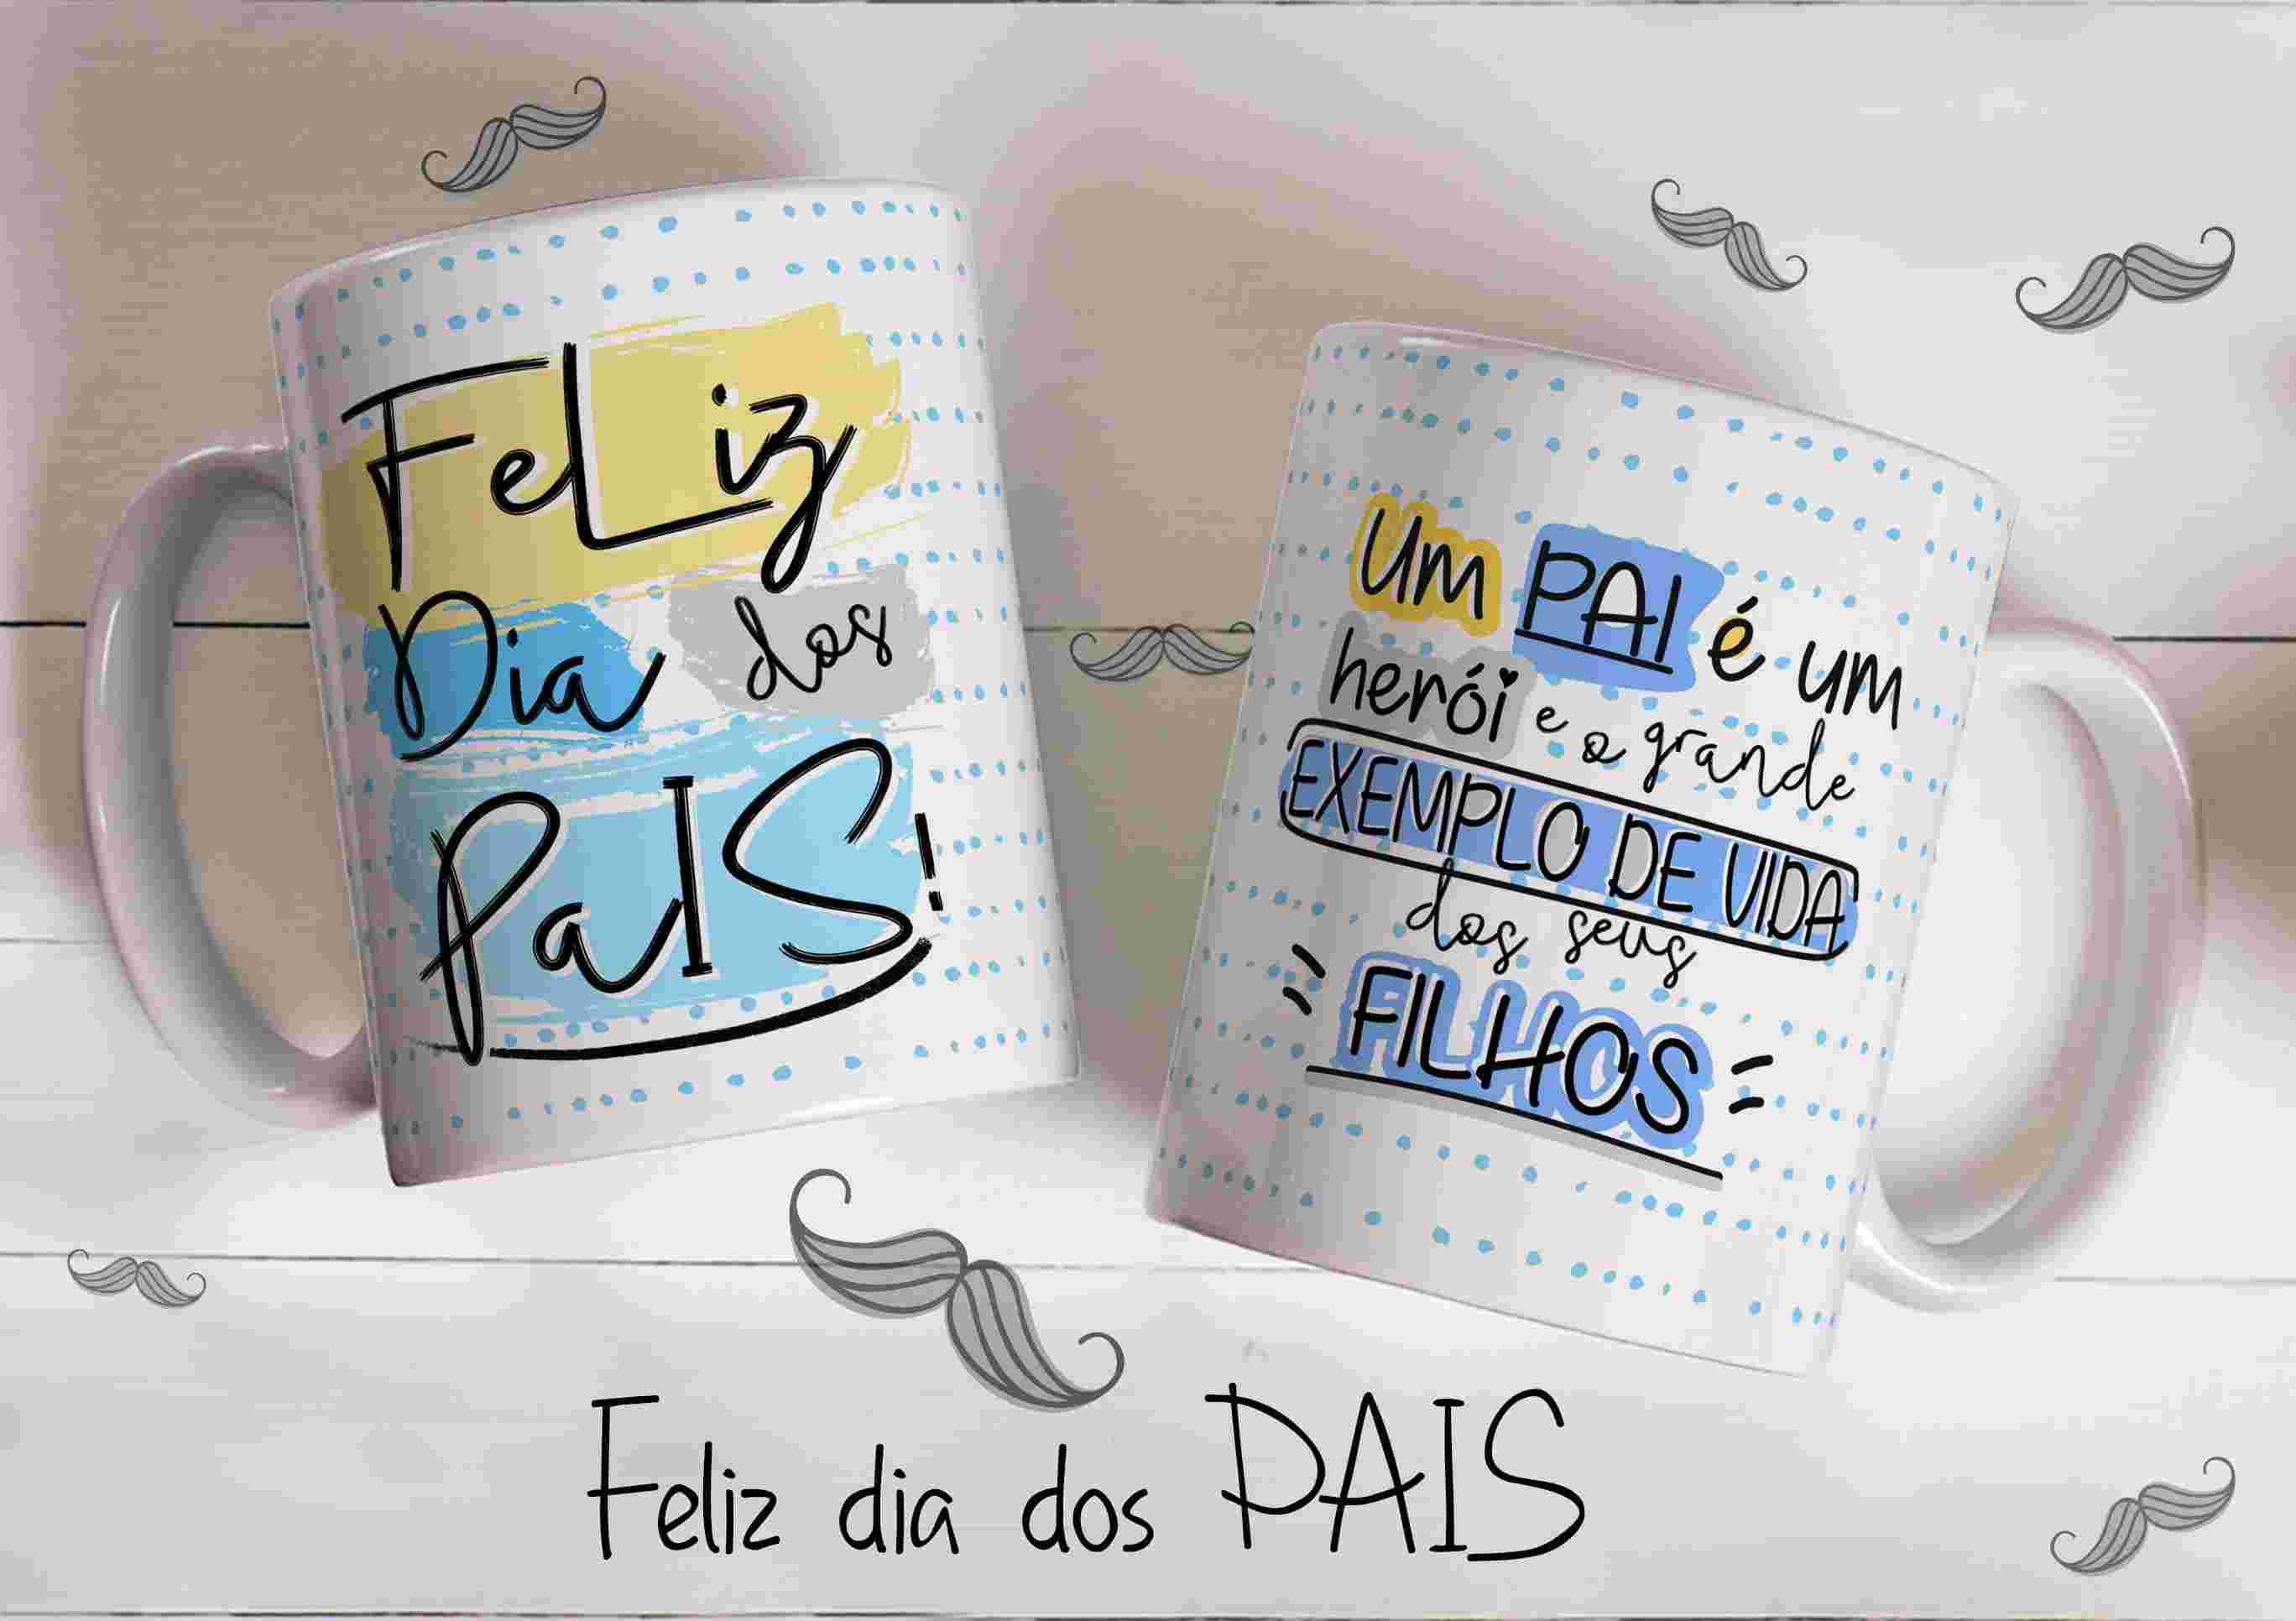 FeLiz
Dia dos
PaIS!
Um PAI é um
herói e o grande
EXEMPLO DE VIDA
dos seus
FILHOS
Feliz dia dos PAIS